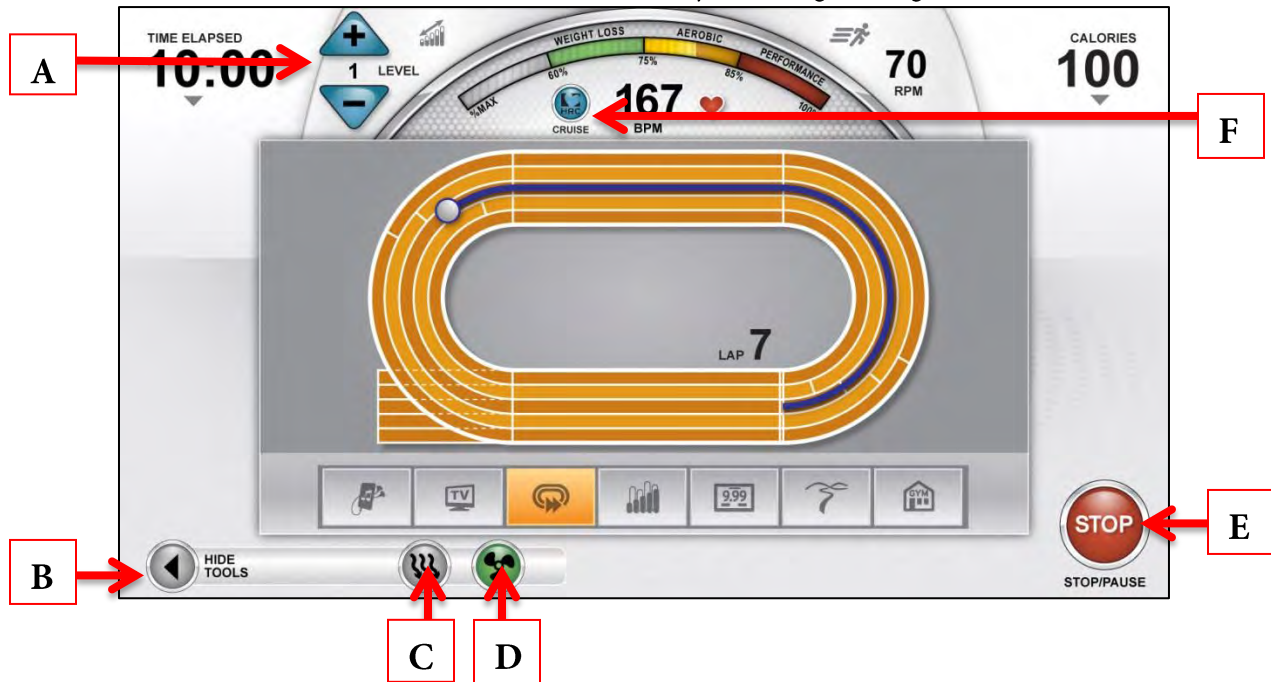 A
TIME ELAPSED
10:00
1 LEVEL
WEIGHT LOSS
AEROBIC
PERFORMANCE
%MAX
60%
75%
85%
100%
HRC
CRUISE
167
BPM
70
RPM
CALORIES
100
F
LAP 7
TV
9.99
GYM
STOP
STOP/PAUSE
E
B
HIDE
TOOLS
C
D